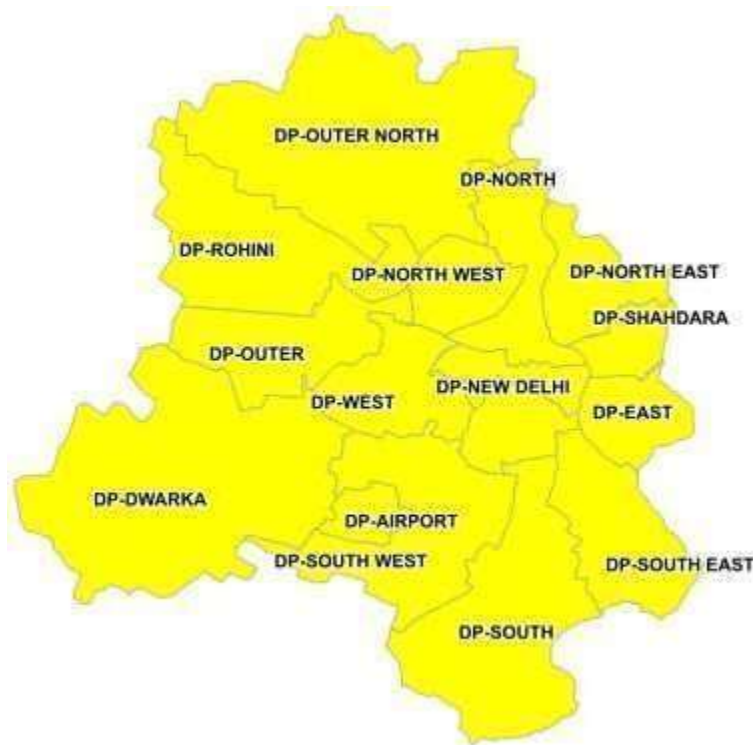 DP-OUTER NORTH
DP-NORTH
DP-ROHINI
DP-NORTH WEST
DP-NORTH EAST
DP-SHAHDARA
DP-OUTER
DP-NEW DELHI
DP-WEST
DP-EAST
DP-DWARKA
DP-AIRPORT
DP-SOUTH WEST
DP-SOUTH EAST
DP-SOUTH